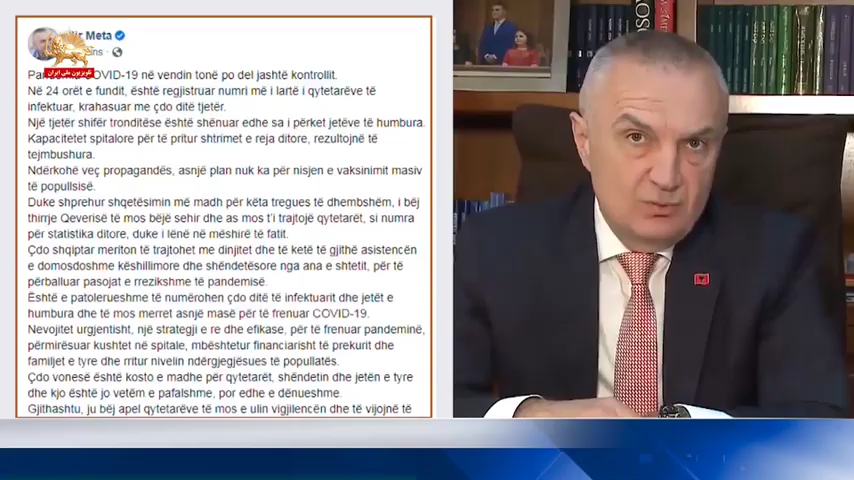 Ilir Meta
Pandemia COVID-19 në vendin tonë po del jashtë kontrollit.
Në 24 orët e fundit, është regjistruar numri më i lartë i qytetarëve të
infektuar, krahasuar me çdo ditë tjetër.
Një tjetër shifër tronditëse është shënuar edhe sa i përket jetëve të humbura.
Kapacitetet spitalore për të pritur shtrimet e reja ditore, rezultojnë të
tejmbushura.
Ndërkohë veç propagandës, asnjë plan nuk ka për nisjen e vaksinimit masiv
të popullsisë.
Duke shprehur shqetësimin më madh për këta tregues të dhembshëm, i bëj
thirrje Qeverisë të mos bëjë sehir dhe as mos t'i trajtojë qytetarët, si numra
për statistika ditore, duke i lënë në mëshirë të fatit.
Çdo shqiptar meriton të trajtohet me dinjitet dhe të ketë të gjithë asistencën
e domosdoshme këshillimore dhe shëndetësore nga ana e shtetit, për të
përballuar pasojat e rrezikshme të pandemisë.
Është e patolerueshme të numërohen çdo ditë të infektuarit dhe jetët e
humbura dhe të mos merret asnjë masë për të frenuar COVID-19.
Nevojitet urgjentisht, një strategji e re dhe efikase, për të frenuar pandeminë,
përmirësuar kushtet në spitale, mbështetur financiarisht të prekurit dhe
familjet e tyre dhe rritur nivelin ndërgjegjësues të popullatës.
Çdo vonesë është kosto e madhe për qytetarët, shëndetin dhe jetën e tyre
dhe kjo është jo vetëm e pafalshme, por edhe e dënueshme.
Gjithashtu, ju bëj apel qytetarëve të mos e ulin vigjilencën dhe të vijojnë të
تلویزیون ملی ایران